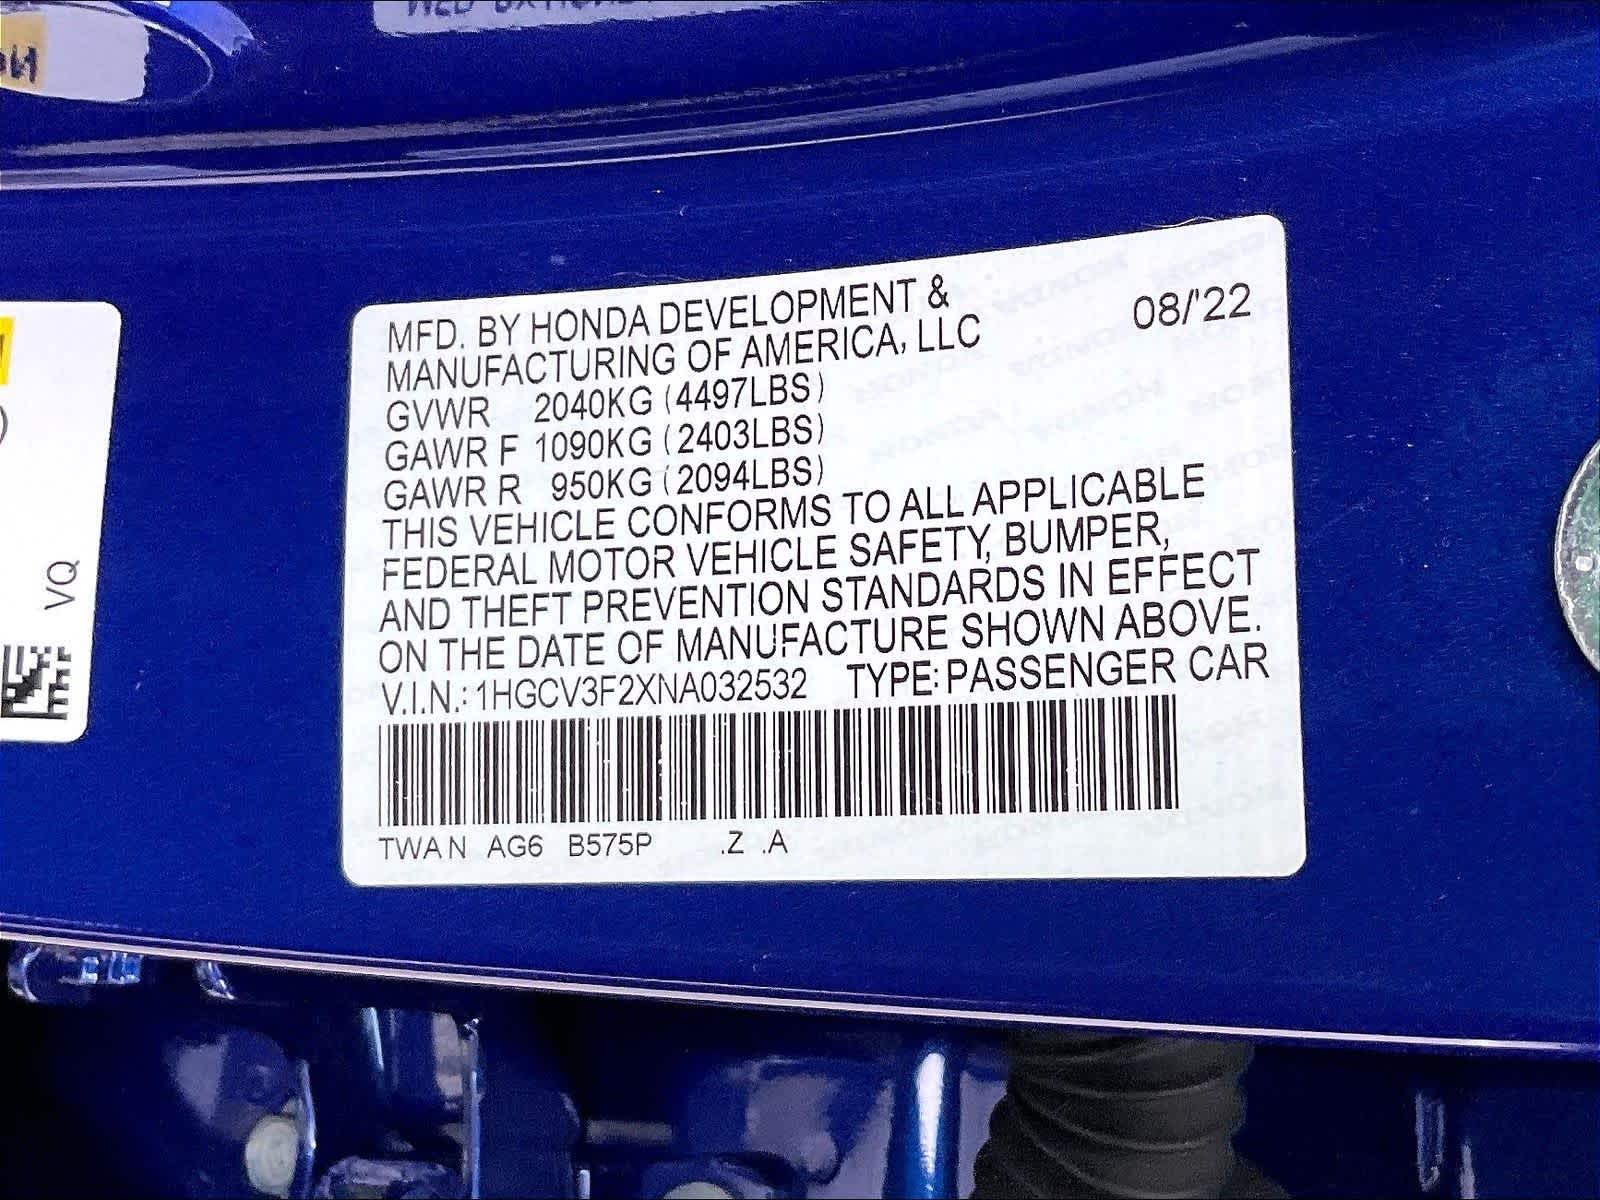 MFD. BY HONDA DEVELOPMENT &
MANUFACTURING OF AMERICA, LLC
08/'22
GVWR 2040KG (4497LBS)
GAWR F 1090KG (2403LBS)
GAWR R 950KG (2094LBS)
THIS VEHICLE CONFORMS TO ALL APPLICABLE
FEDERAL MOTOR VEHICLE SAFETY, BUMPER,
AND THEFT PREVENTION STANDARDS IN EFFECT
ON THE DATE OF MANUFACTURE SHOWN ABOVE.
V.I.N.: 1HGCV3F2XNA032532 TYPE: PASSENGER CAR
TWAN AG6 B575P .Z .A
VQ